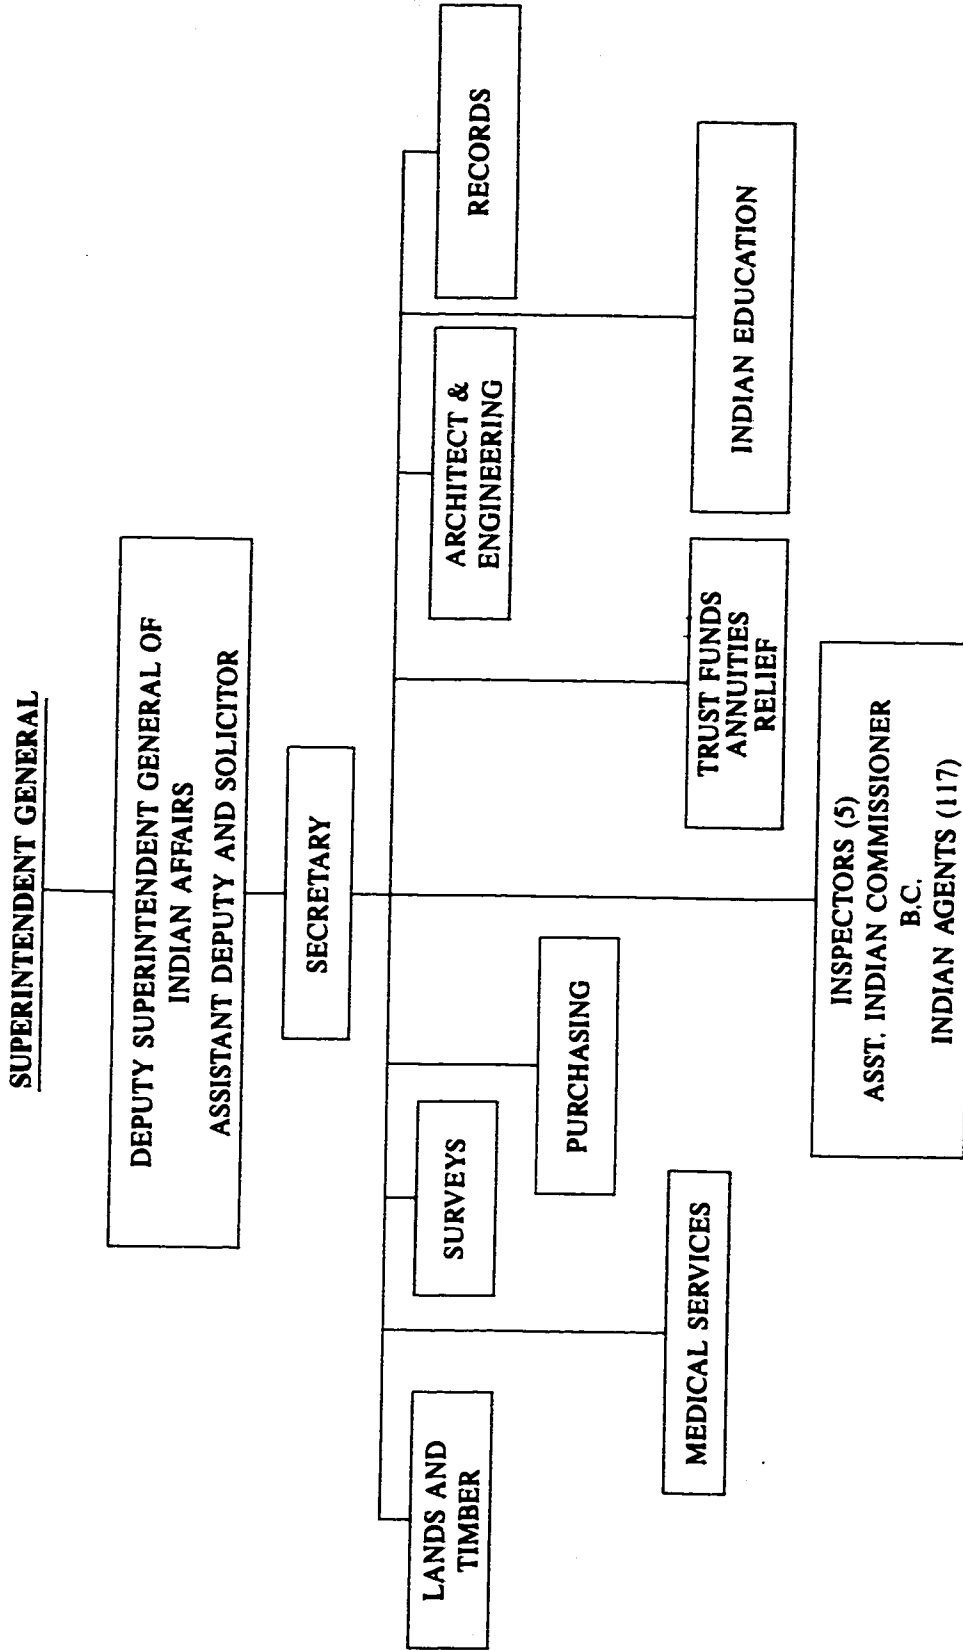 SUPERINTENDENT GENERAL
DEPUTY SUPERINTENDENT GENERAL OF
INDIAN AFFAIRS
ASSISTANT DEPUTY AND SOLICITOR
SECRETARY
LANDS AND
TIMBER
SURVEYS
ARCHITECT &
ENGINEERING
RECORDS
PURCHASING
MEDICAL SERVICES
TRUST FUNDS
ANNUITIES
RELIEF
INDIAN EDUCATION
INSPECTORS (5)
ASST. INDIAN COMMISSIONER
B.C.
INDIAN AGENTS (117)